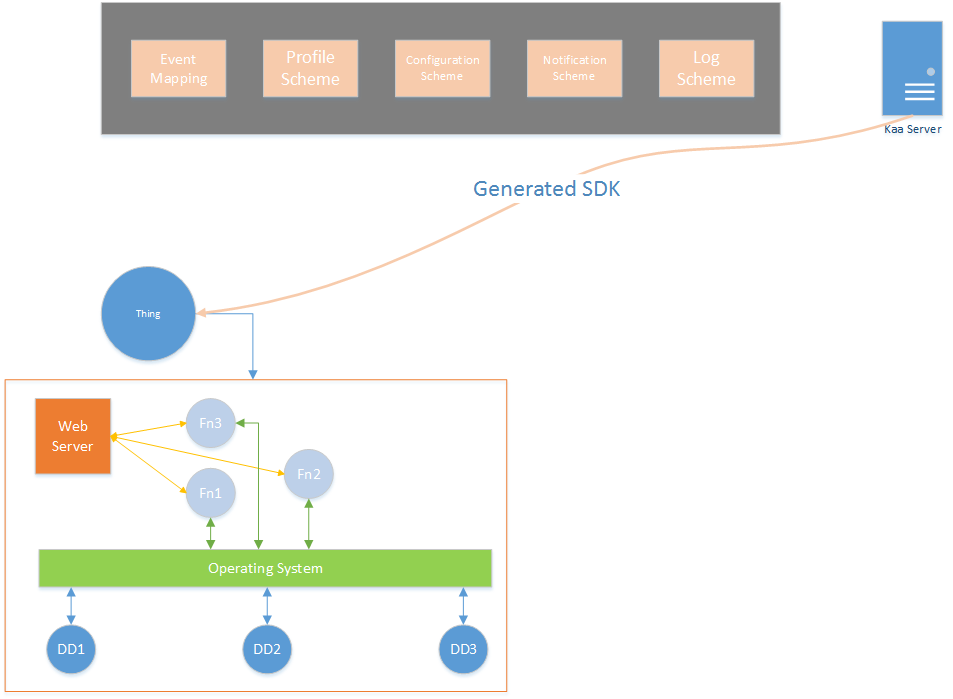 Event
Mapping
Profile
Scheme
Configuration
Scheme
Notification
Scheme
Log
Scheme
Kaa Server
Generated SDK
Thing
Web
Server
Fn3
Fn2
Fn1
Operating System
DD1
DD2
DD3